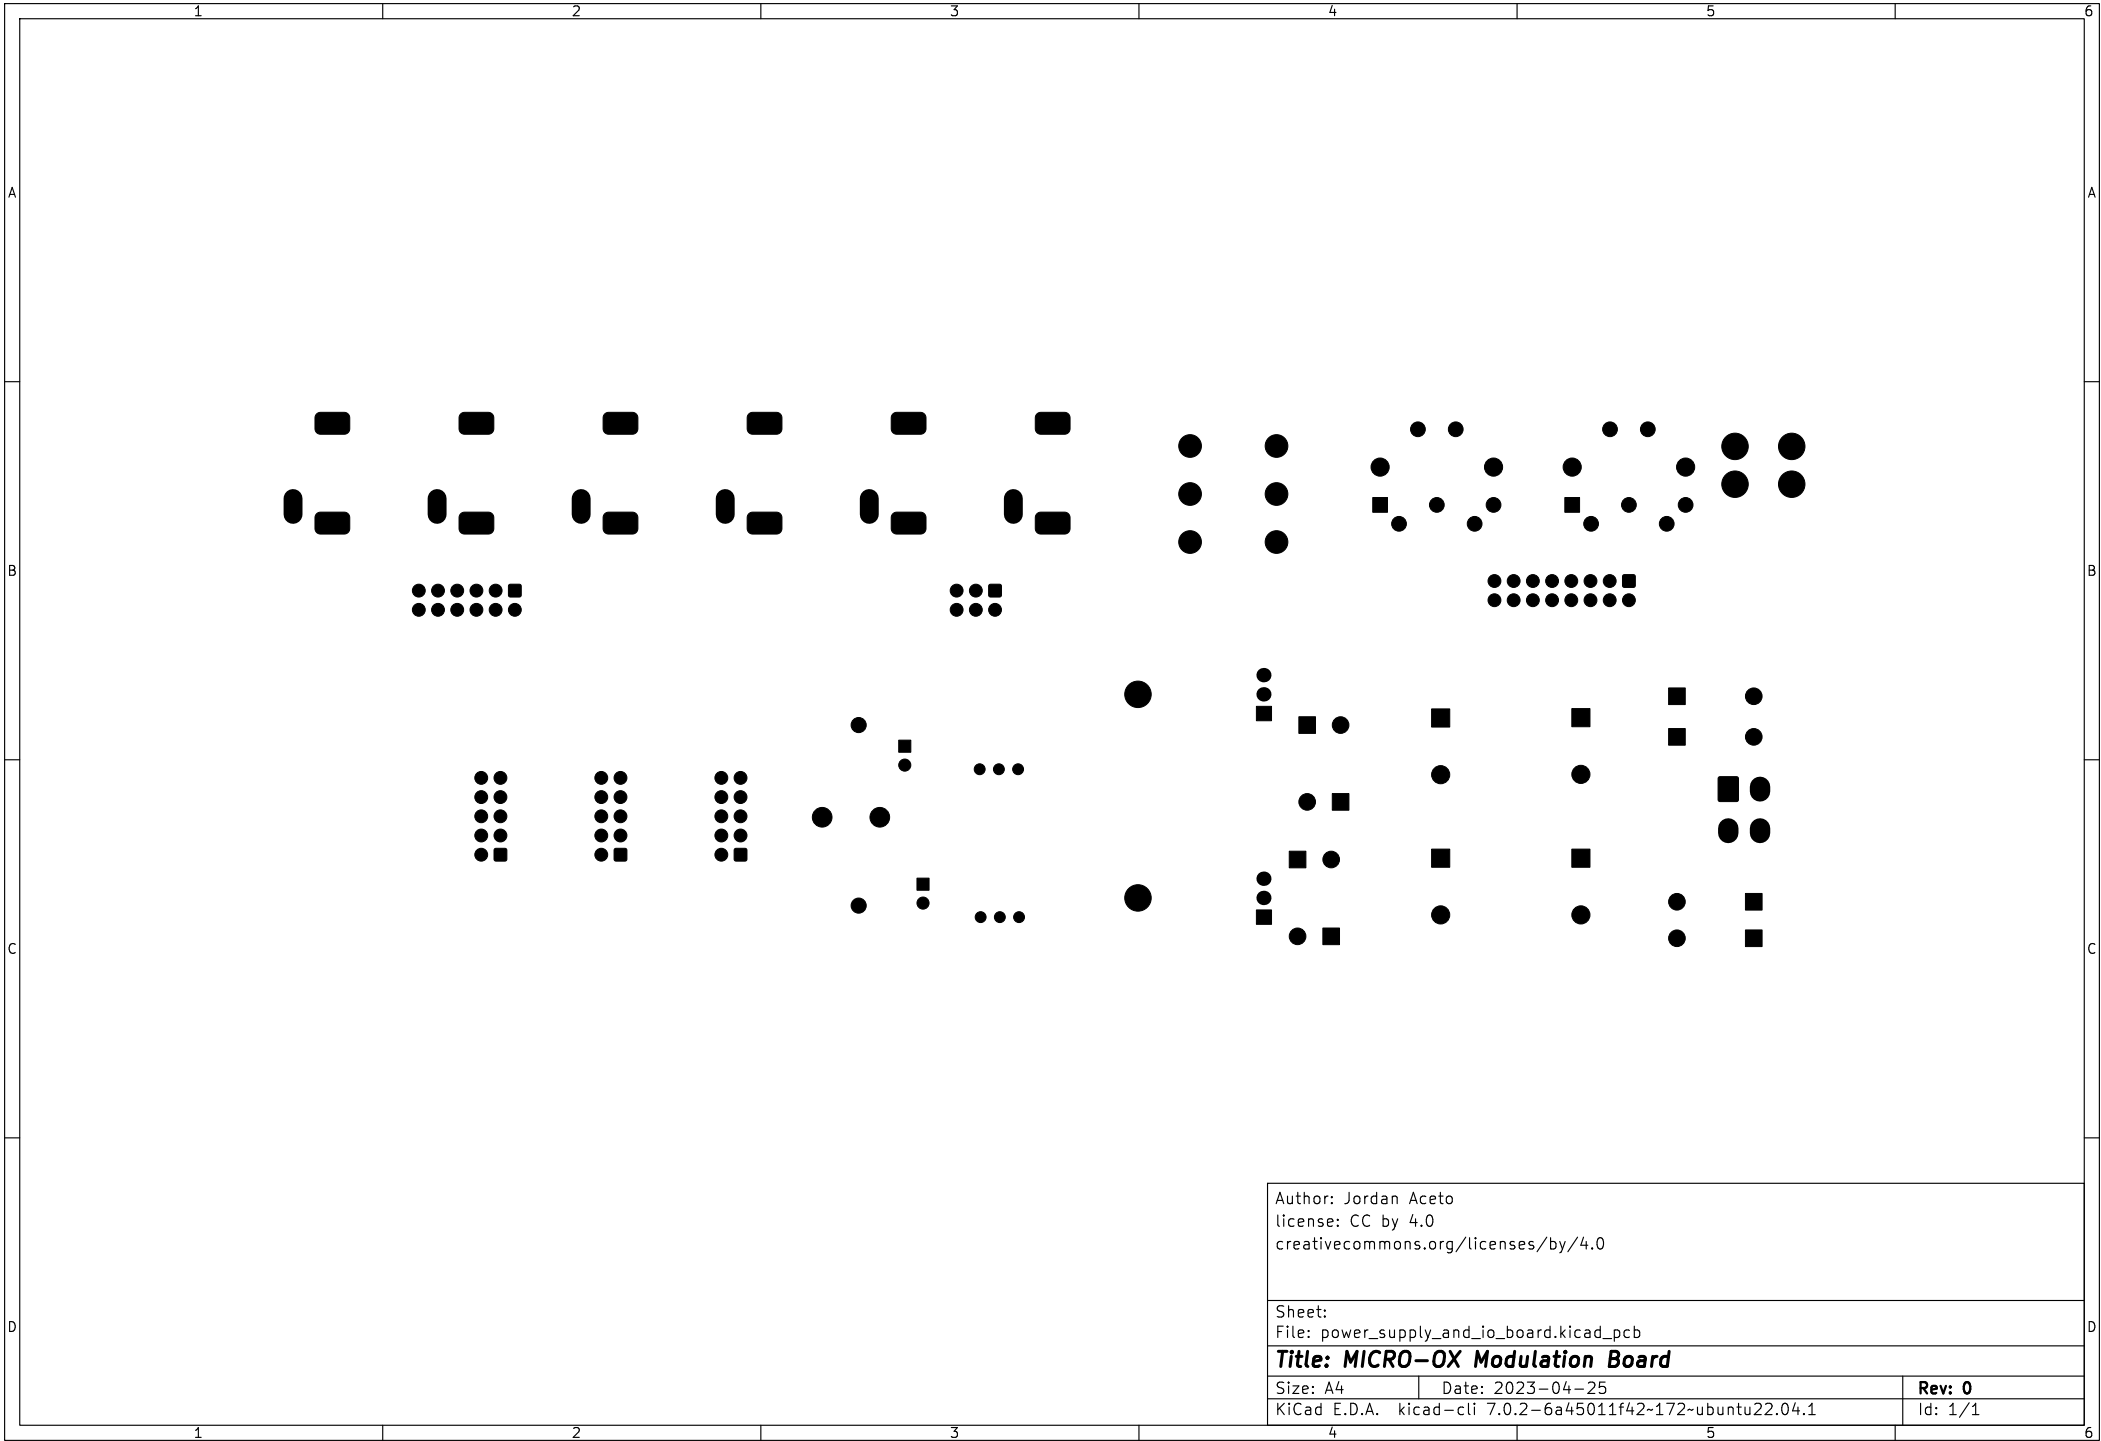 1 2 3 4 5 6
A A
B B
C C
D D
Author: Jordan Aceto
license: CC by 4.0
creativecommons.org/licenses/by/4.0
Sheet:
File: power_supply_and_io_board.kicad_pcb
Title: MICRO-OX Modulation Board
Size: A4 Date: 2023-04-25 Rev: 0
KiCad E.D.A. kicad-cli 7.0.2-6a45011f42~172~ubuntu22.04.1 Id: 1/1
1 2 3 4 5 6